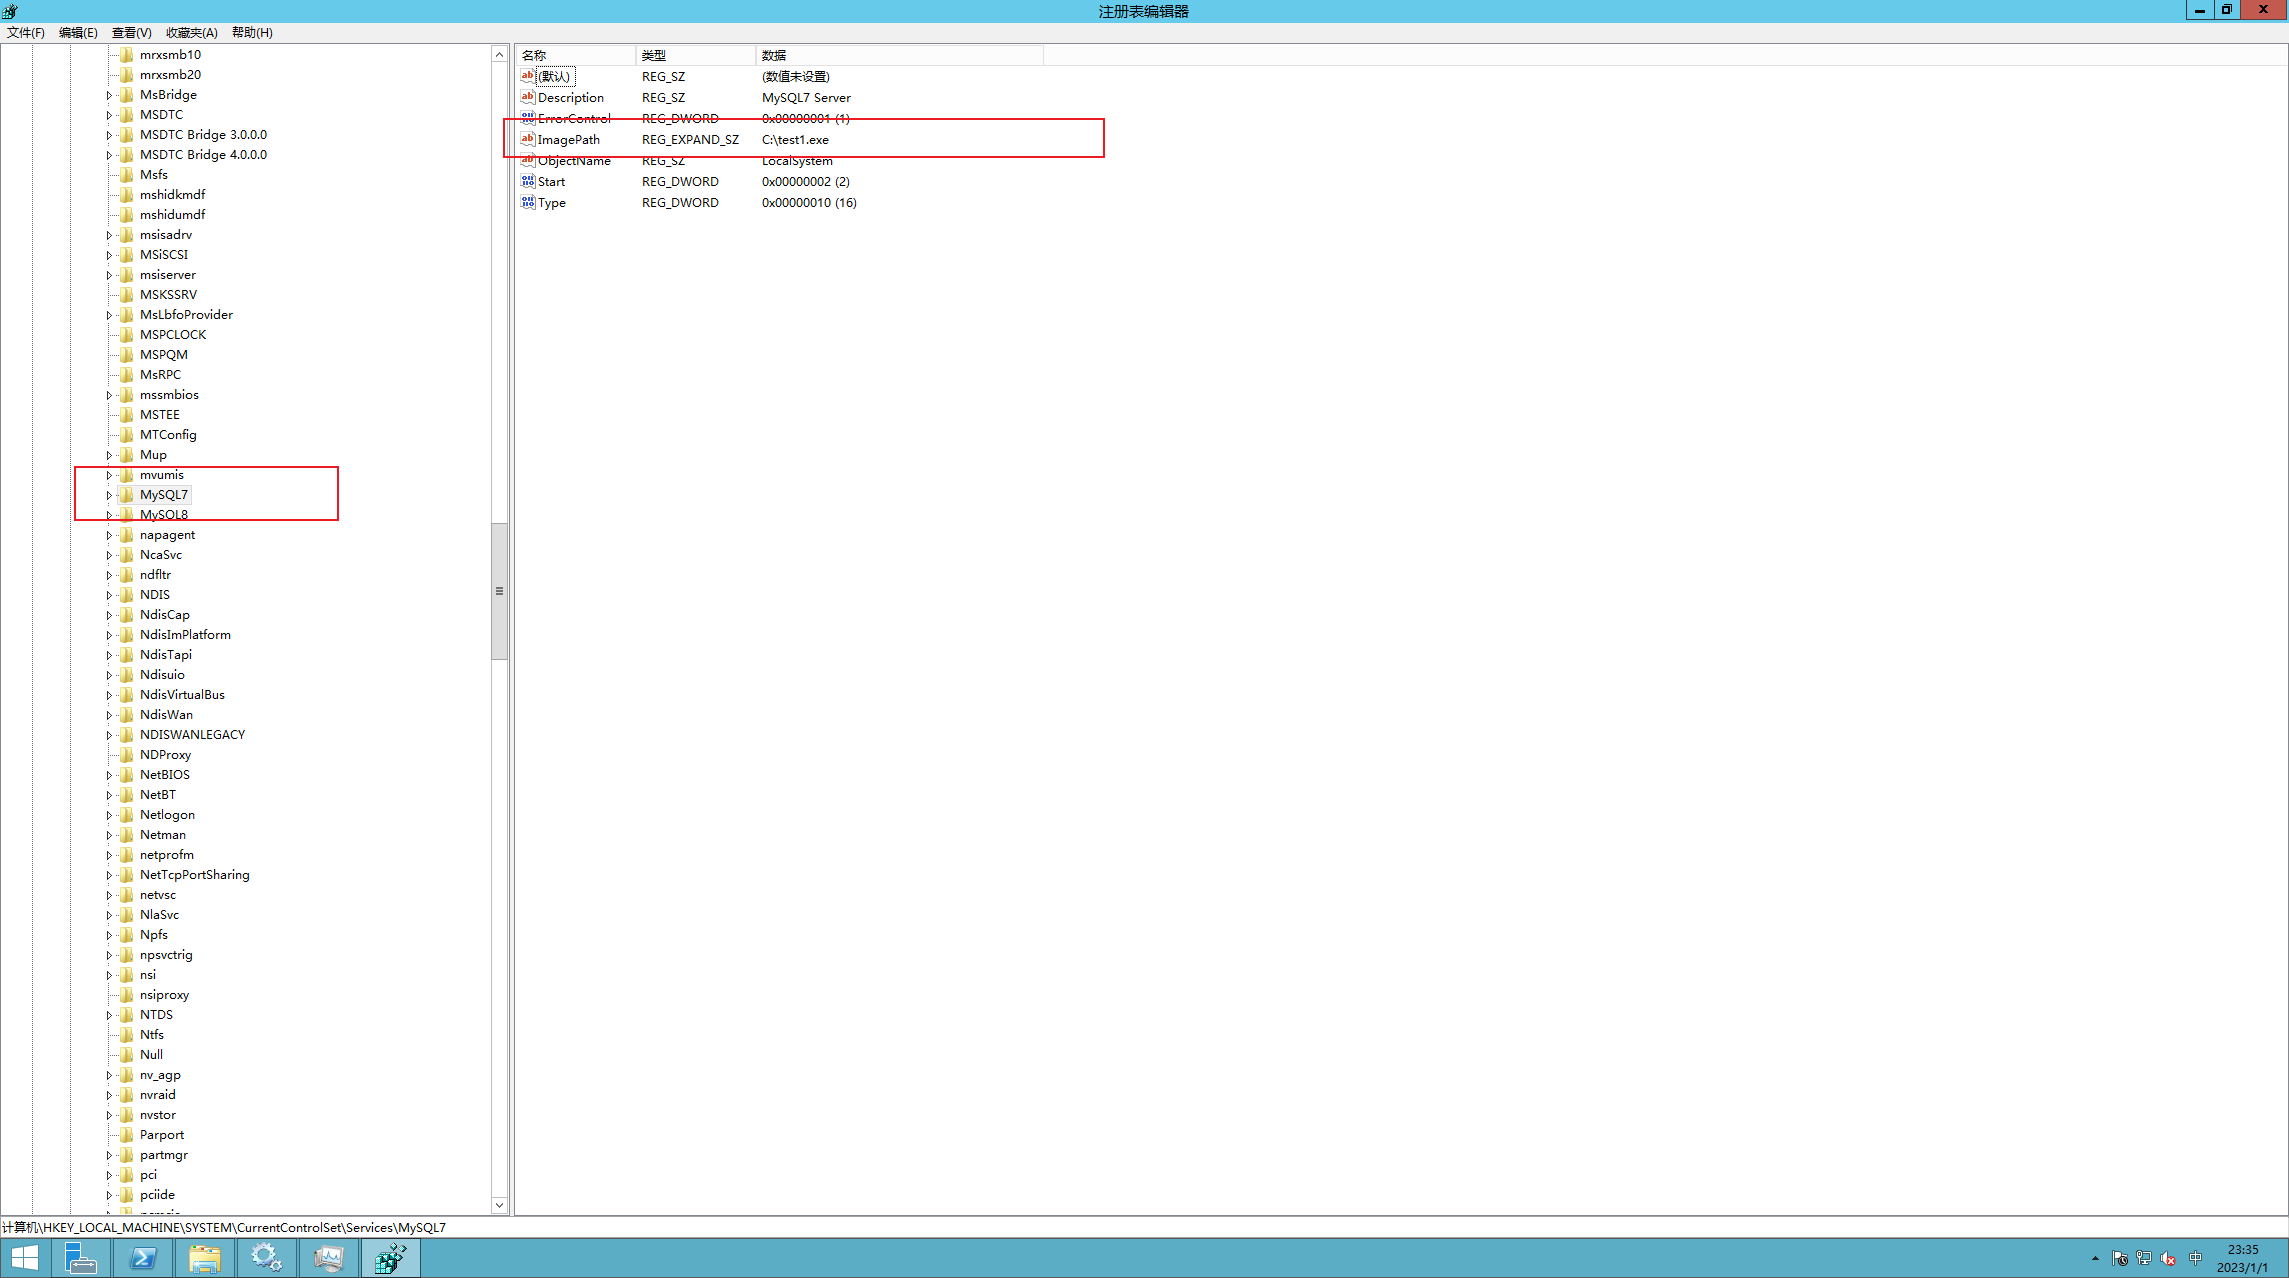 注册表编辑器
文件(F) 编辑(E) 查看(V) 收藏夹(A) 帮助(H)
mrxsmb10
mrxsmb20
MsBridge
MSDTC
MSDTC Bridge 3.0.0.0
MSDTC Bridge 4.0.0.0
Msfs
mshidkmdf
mshidumdf
msisadrv
MSiSCSI
msiserver
MSKSSRV
MsLbfoProvider
MSPCLOCK
MSPQM
MsRPC
mssmbios
MSTEE
MTConfig
Mup
mvumis
MySQL7
MySQL8
napagent
NcaSvc
ndfltr
NDIS
NdisCap
NdisImPlatform
NdisTapi
Ndisuio
NdisVirtualBus
NdisWan
NDISWANLEGACY
NDProxy
NetBIOS
NetBT
Netlogon
Netman
netprofm
NetTcpPortSharing
netvsc
NlaSvc
Npfs
npsvctrig
nsi
nsiproxy
NTDS
Ntfs
Null
nv_agp
nvraid
nvstor
Parport
partmgr
pci
pciide
名称 类型 数据
(默认) REG_SZ (数值未设置)
Description REG_SZ MySQL7 Server
ErrorControl REG_DWORD 0x00000001 (1)
ImagePath REG_EXPAND_SZ C:\test1.exe
ObjectName REG_SZ LocalSystem
Start REG_DWORD 0x00000002 (2)
Type REG_DWORD 0x00000010 (16)
计算机\HKEY_LOCAL_MACHINE\SYSTEM\CurrentControlSet\Services\MySQL7
中
23:35
2023/1/1